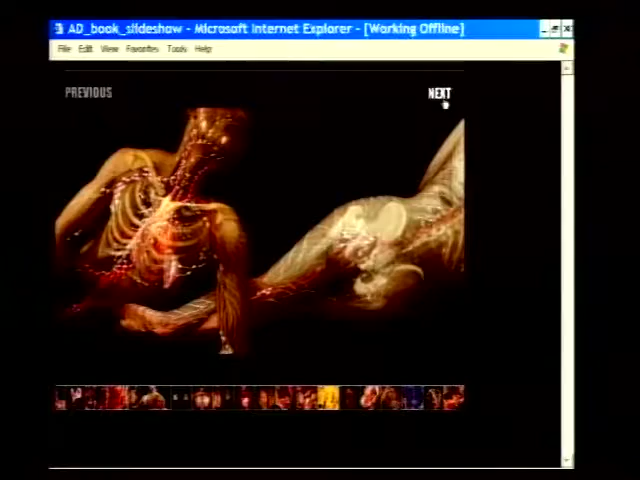 AD_book_slideshow - Microsoft Internet Explorer - [Working Offline]
File Edit View Favorites Tools Help
PREVIOUS NEXT